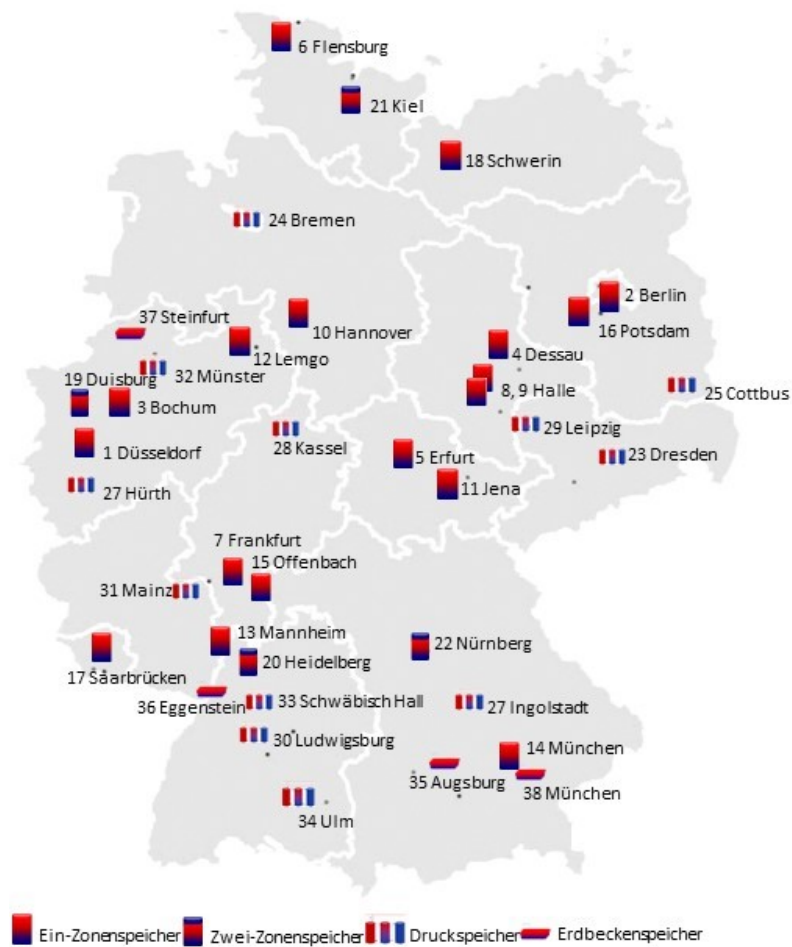 6 Flensburg
21 Kiel
18 Schwerin
24 Bremen
2 Berlin
37 Steinfurt
10 Hannover
16 Potsdam
12 Lemgo
4 Dessau
19 Duisburg
32 Münster
8, 9 Halle
25 Cottbus
3 Bochum
29 Leipzig
28 Kassel
1 Düsseldorf
5 Erfurt
23 Dresden
27 Hürth
11 Jena
7 Frankfurt
15 Offenbach
31 Mainz
13 Mannheim
22 Nürnberg
20 Heidelberg
17 Saarbrücken
36 Eggenstein
33 Schwäbisch Hall
27 Ingolstadt
30 Ludwigsburg
14 München
35 Augsburg
38 München
34 Ulm
Ein-Zonenspeicher Zwei-Zonenspeicher Druckspeicher Erdbeckenspeicher